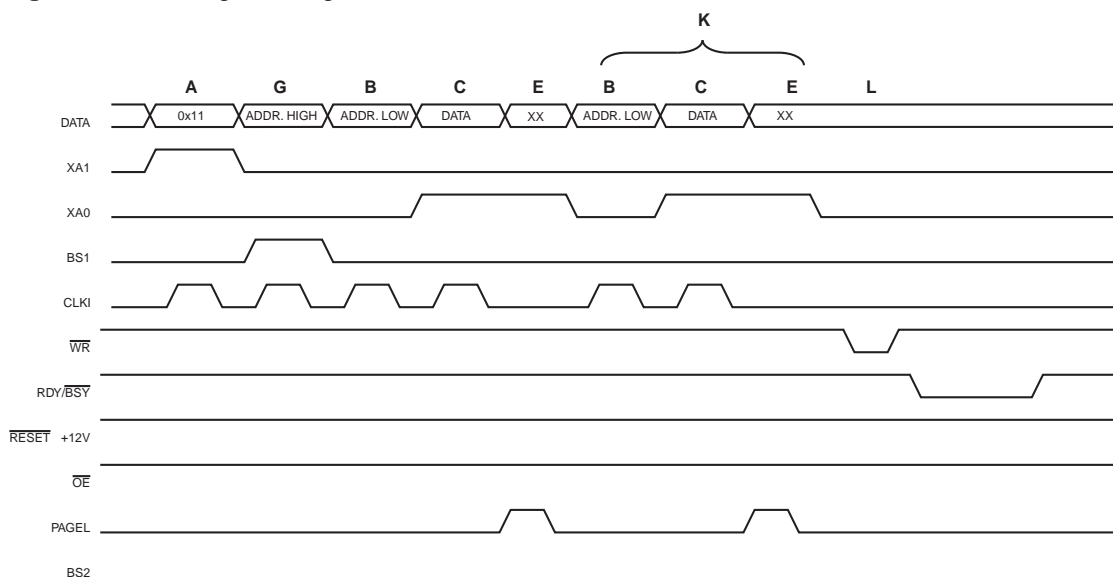 K
A G B C E B C E L
DATA 0x11 ADDR. HIGH ADDR. LOW DATA XX ADDR. LOW DATA XX
XA1
XA0
BS1
CLKI
WR
RDY/BSY
RESET +12V
OE
PAGEL
BS2